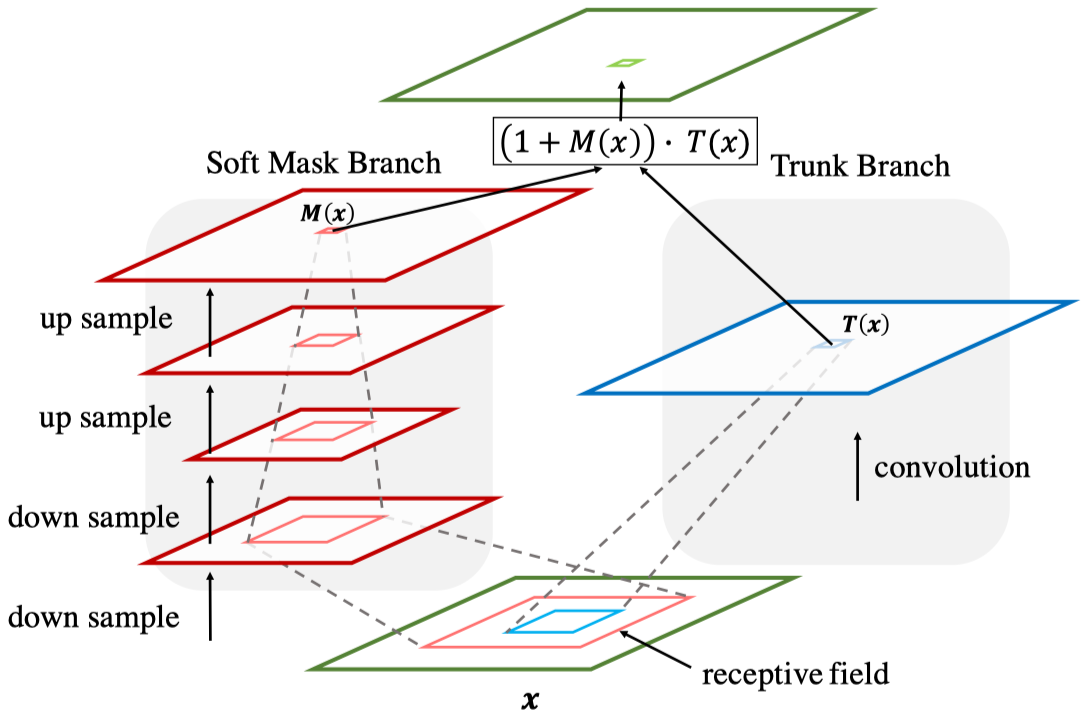 (1 + M(x)) · T(x)
Soft Mask Branch
Trunk Branch
M(x)
up sample
T(x)
up sample
convolution
down sample
down sample
receptive field
x